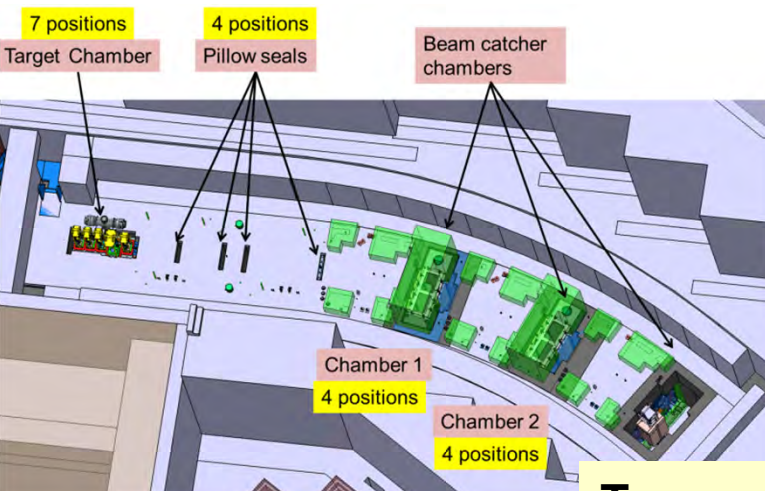 7 positions
Target Chamber
4 positions
Pillow seals
Beam catcher
chambers
Chamber 1
4 positions
Chamber 2
4 positions